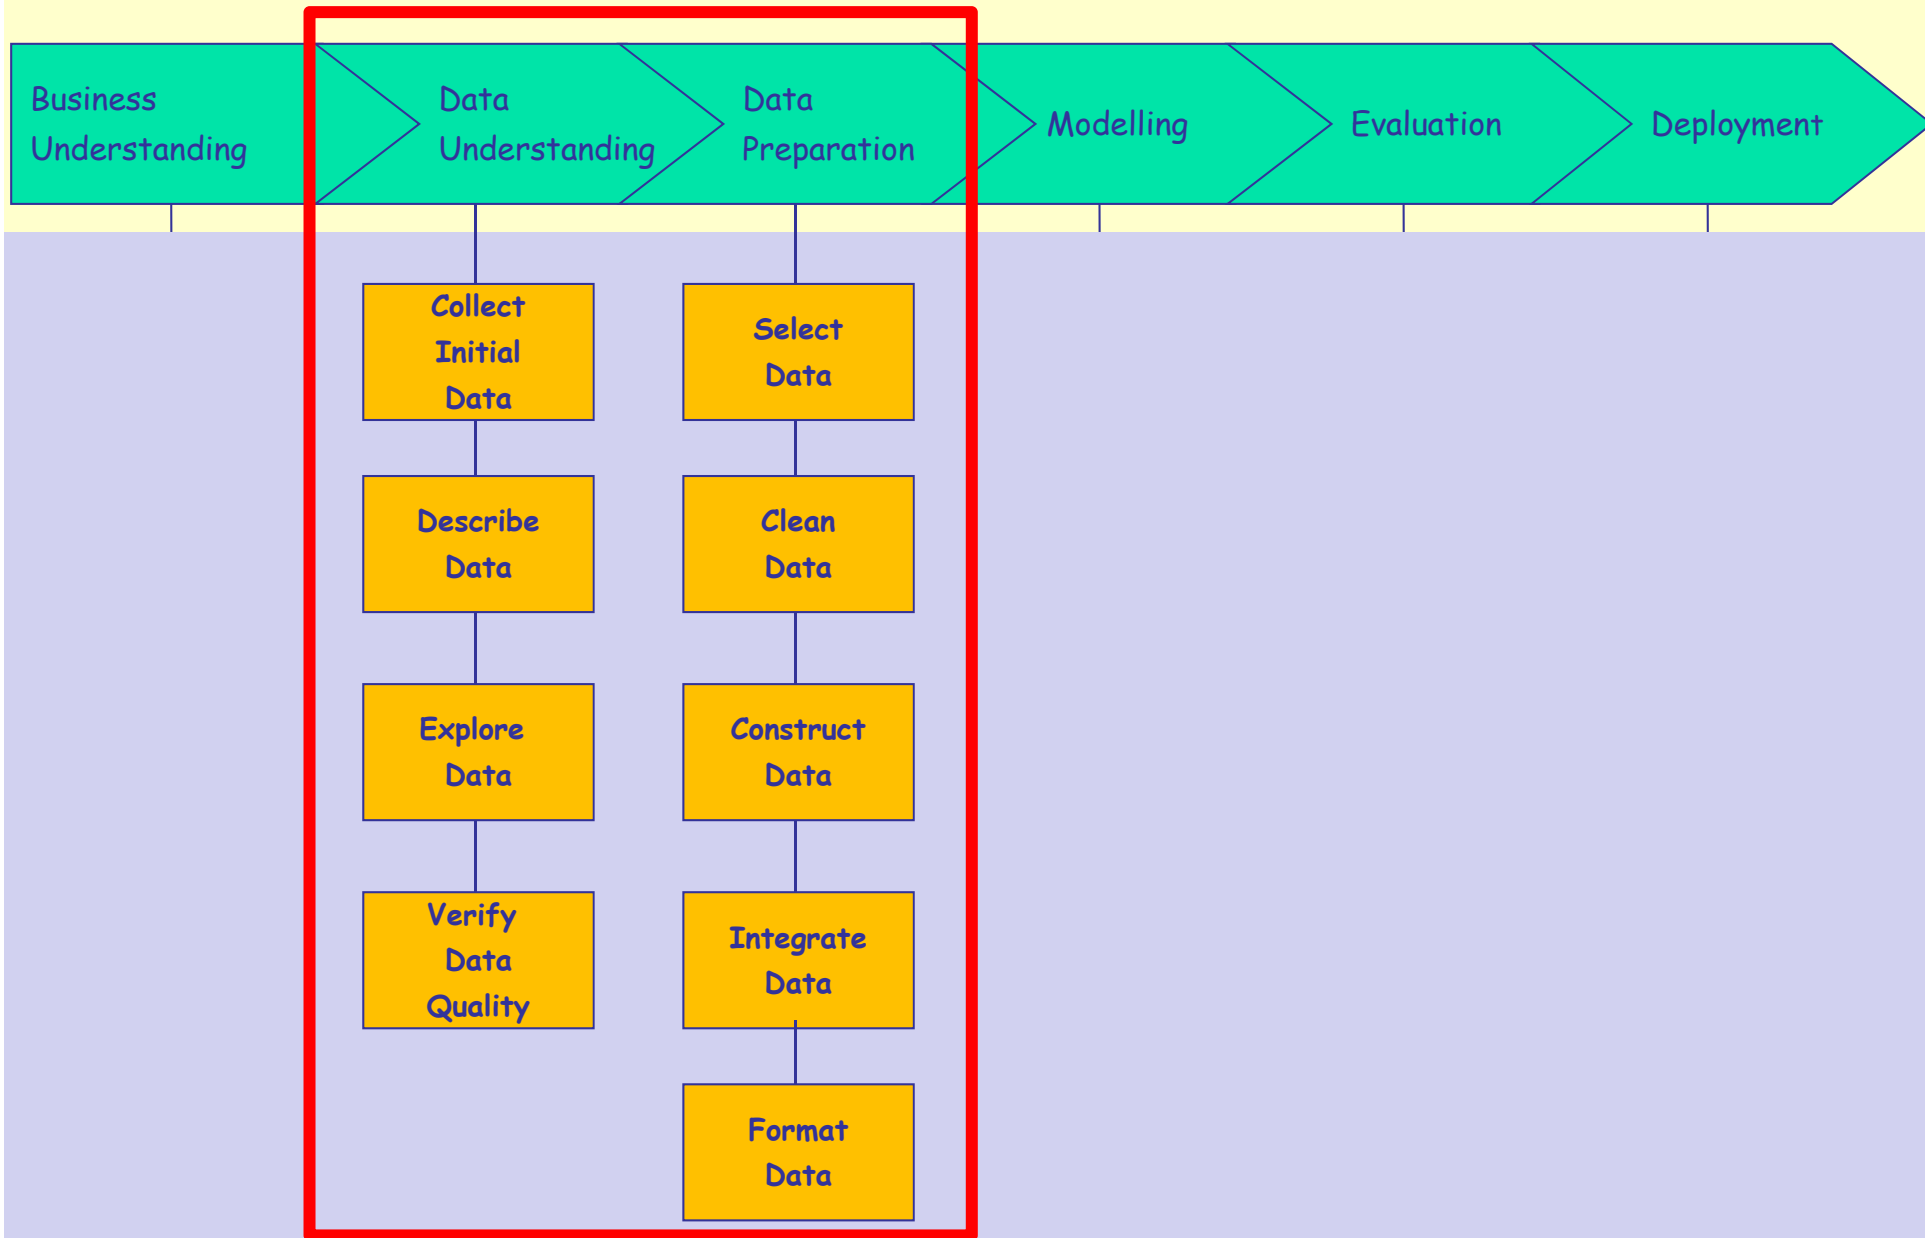 Business
Understanding
Data
Understanding
Data
Preparation
Modelling
Evaluation
Deployment
Collect
Initial
Data
Describe
Data
Explore
Data
Verify
Data
Quality
Select
Data
Clean
Data
Construct
Data
Integrate
Data
Format
Data